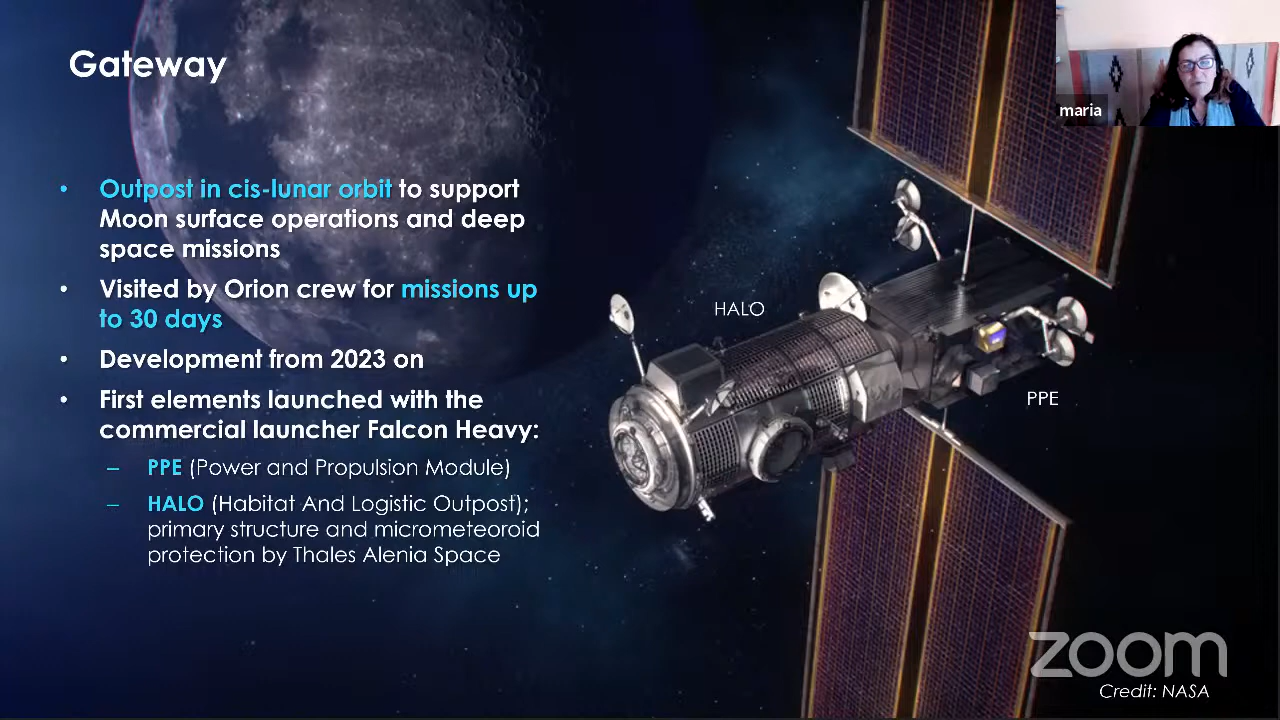 Gateway
maria
• Outpost in cis-lunar orbit to support
Moon surface operations and deep
space missions
• Visited by Orion crew for missions up
to 30 days
• Development from 2023 on
• First elements launched with the
commercial launcher Falcon Heavy:
– PPE (Power and Propulsion Module)
– HALO (Habitat And Logistic Outpost);
primary structure and micrometeoroid
protection by Thales Alenia Space
HALO
PPE
zoom
Credit: NASA